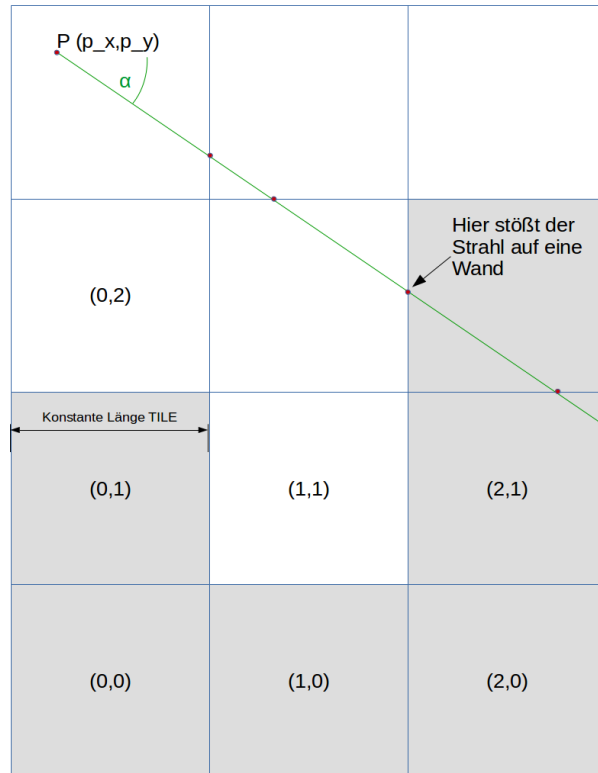 P (p_x,p_y)
α
Hier stößt der
Strahl auf eine
Wand
(0,2)
Konstante Länge TILE
(0,1)
(1,1)
(2,1)
(0,0)
(1,0)
(2,0)